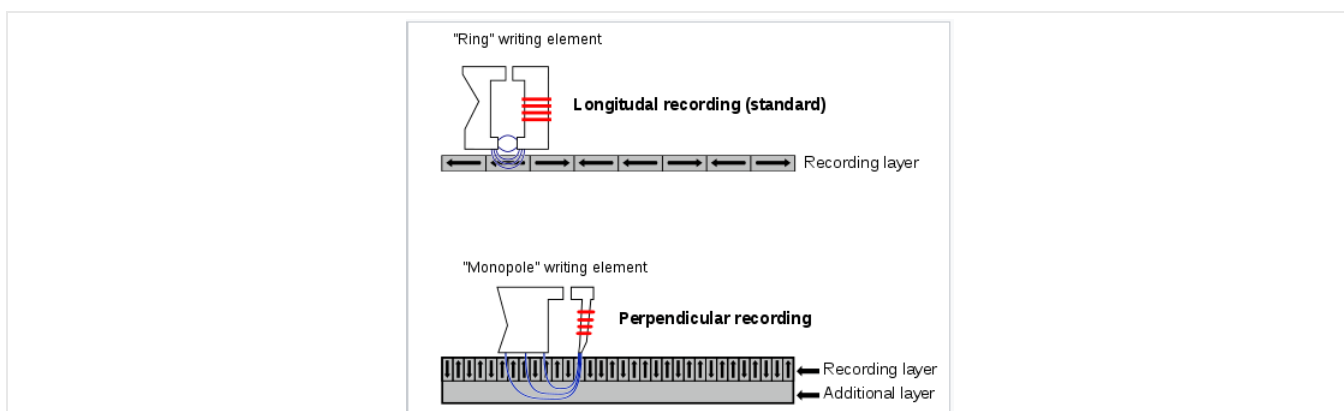 "Ring" writing element
Longitudal recording (standard)
Recording layer
"Monopole" writing element
Perpendicular recording
Recording layer
Additional layer